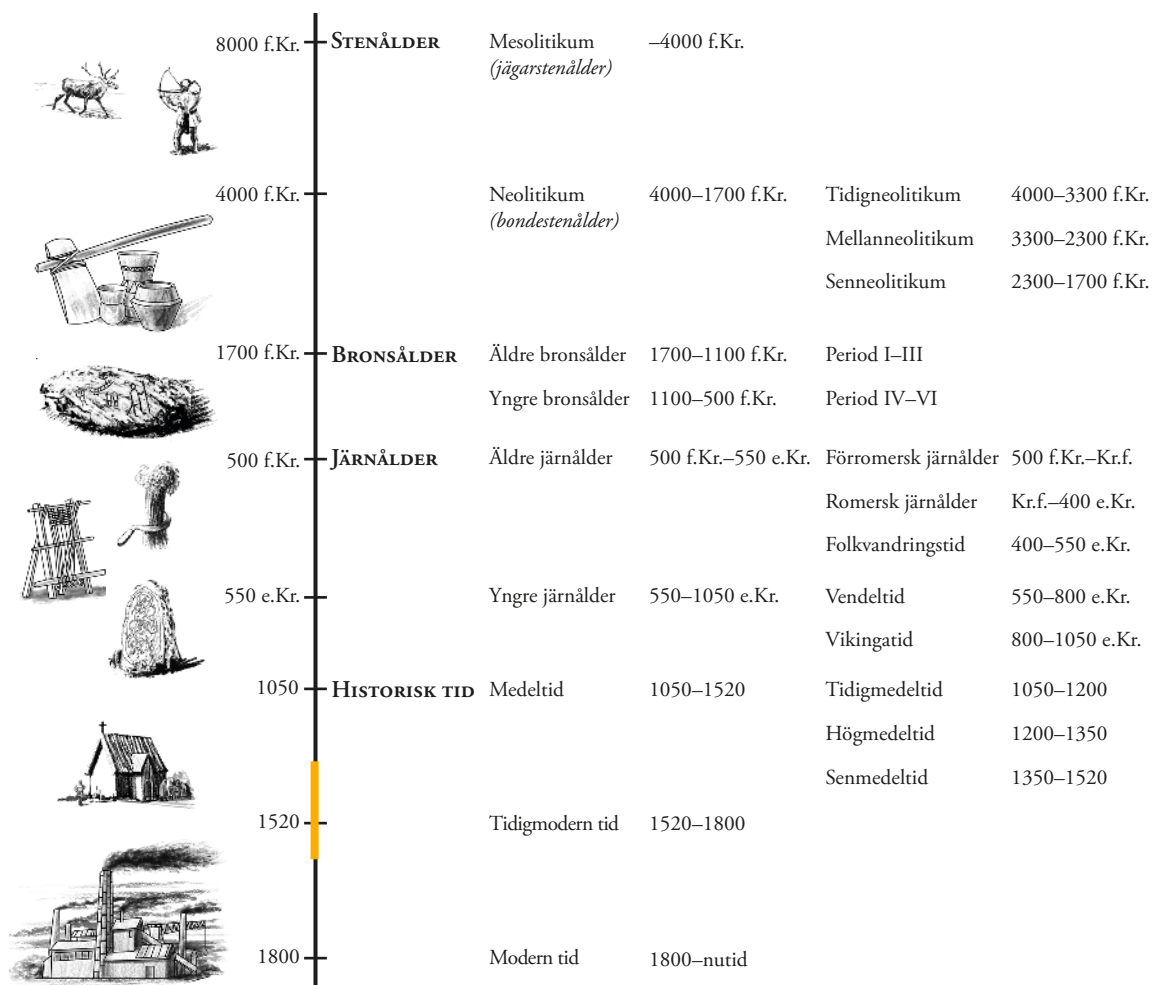 8000 f.Kr. STENÅLDER Mesolitikum –4000 f.Kr.
(jägarstenålder)
4000 f.Kr. Neolitikum 4000–1700 f.Kr. Tidigneolitikum 4000–3300 f.Kr.
(bondestenålder)
Mellanneolitikum 3300–2300 f.Kr.
Senneolitikum 2300–1700 f.Kr.
1700 f.Kr. BRONSÅLDER Äldre bronsålder 1700–1100 f.Kr. Period I–III
Yngre bronsålder 1100–500 f.Kr. Period IV–VI
500 f.Kr. JÄRNÅLDER Äldre järnålder 500 f.Kr.–550 e.Kr. Förromersk järnålder 500 f.Kr.–Kr.f.
Romersk järnålder Kr.f.–400 e.Kr.
Folkvandringstid 400–550 e.Kr.
550 e.Kr. Yngre järnålder 550–1050 e.Kr. Vendeltid 550–800 e.Kr.
Vikingatid 800–1050 e.Kr.
1050 HISTORISK TID Medeltid 1050–1520 Tidigmedeltid 1050–1200
Högmedeltid 1200–1350
Senmedeltid 1350–1520
1520 Tidigmodern tid 1520–1800
1800 Modern tid 1800–nutid